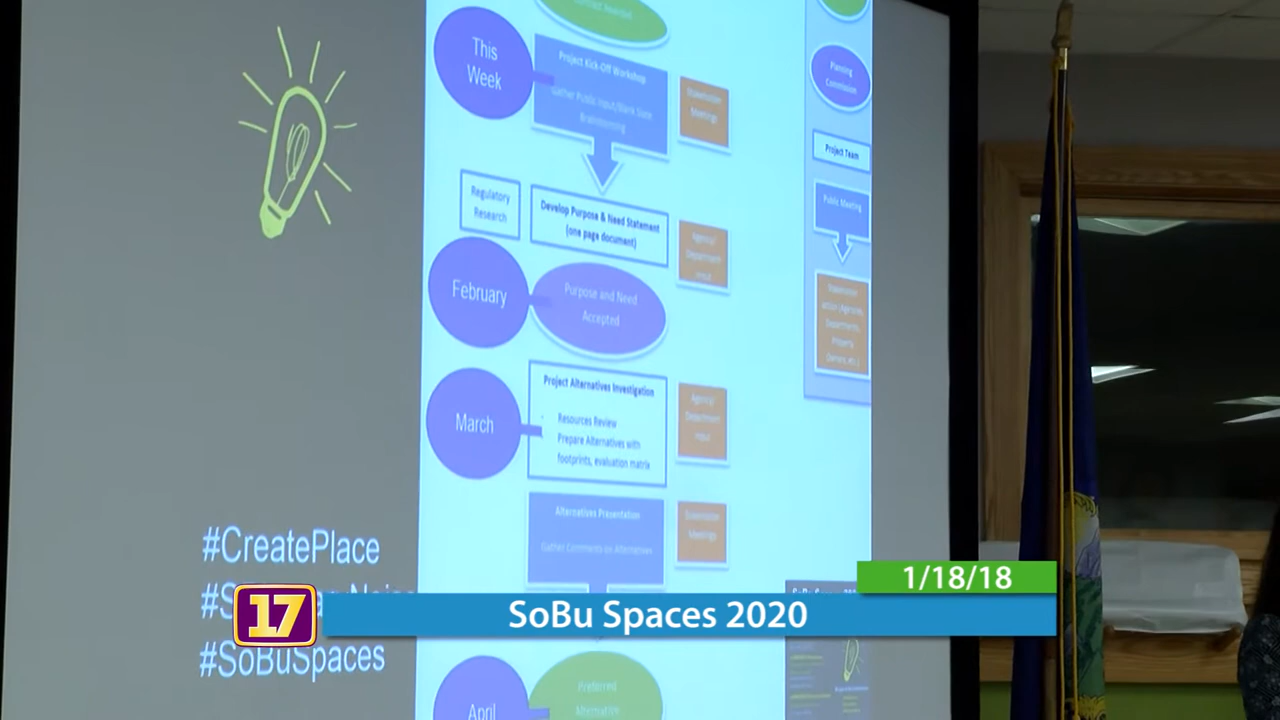 This
Week
Project Kick-Off Workshop
Gather Public Input/Blank Slate
Brainstorming
Stakeholder
Meetings
Regulatory
Research
Develop Purpose & Need Statement
(one page document)
Agency/
Department
Input
February
Purpose and Need
Accepted
March
Project Alternatives Investigation
Resources Review
Prepare Alternatives with
footprints, evaluation matrix
Agency/
Department
Input
Alternatives Presentation
Gather Comments on Alternatives
Stakeholder
Meetings
April
Preferred
Alternative
Planning
Commission
Project Team
Public Meeting
#CreatePlace
#SoBuSpaces
17
1/18/18
SoBu Spaces 2020